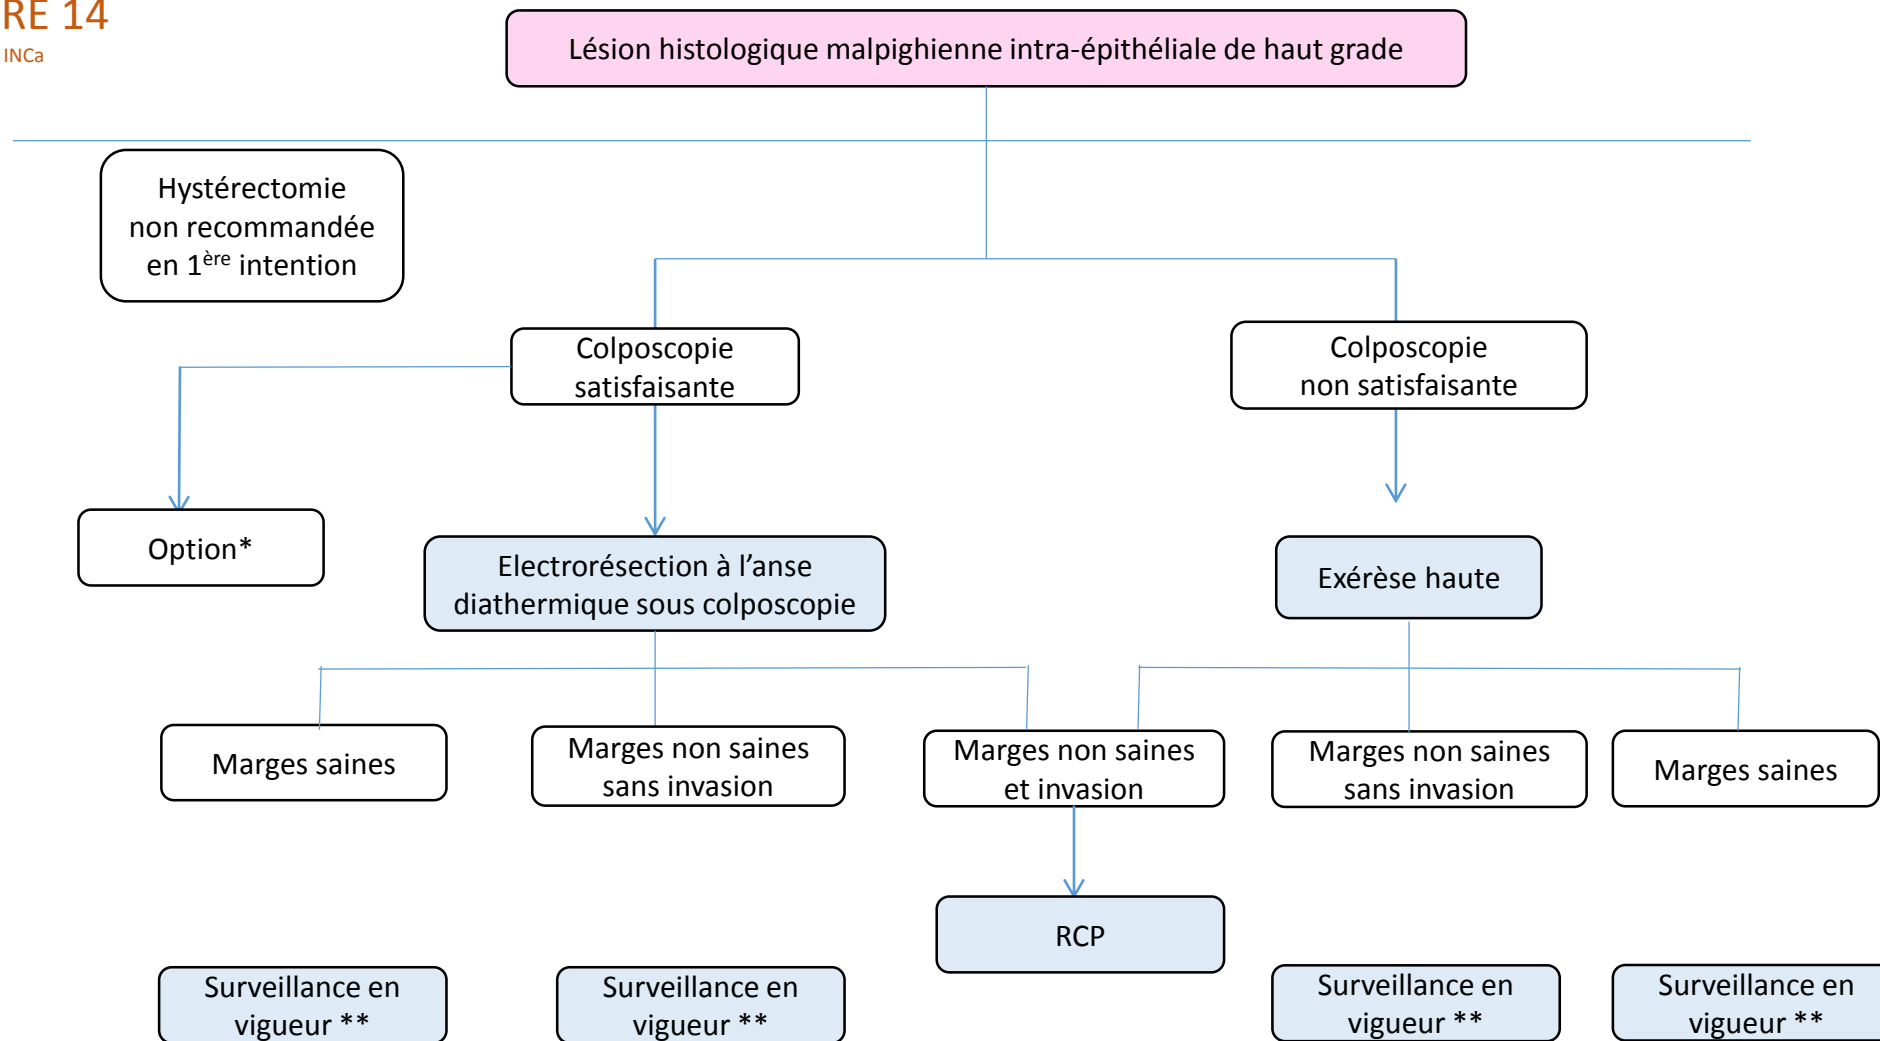 RE 14
INCa
Lésion histologique malpighienne intra-épithéliale de haut grade
Hystérectomie
non recommandée
en 1ère intention
Colposcopie
satisfaisante
Colposcopie
non satisfaisante
Option*
Electrorésection à l’anse
diathermique sous colposcopie
Exérèse haute
Marges saines
Marges non saines
sans invasion
Marges non saines
et invasion
Marges non saines
sans invasion
Marges saines
RCP
Surveillance en
vigueur **
Surveillance en
vigueur **
Surveillance en
vigueur **
Surveillance en
vigueur **